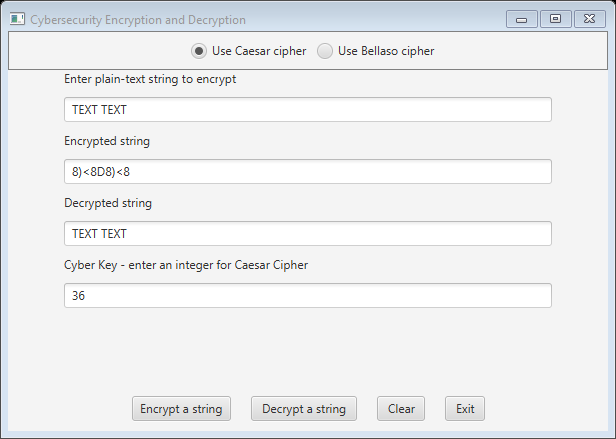 Cybersecurity Encryption and Decryption
Use Caesar cipher Use Bellaso cipher
Enter plain-text string to encrypt
TEXT TEXT
Encrypted string
8)<8D8)<8
Decrypted string
TEXT TEXT
Cyber Key - enter an integer for Caesar Cipher
36
Encrypt a string Decrypt a string Clear Exit